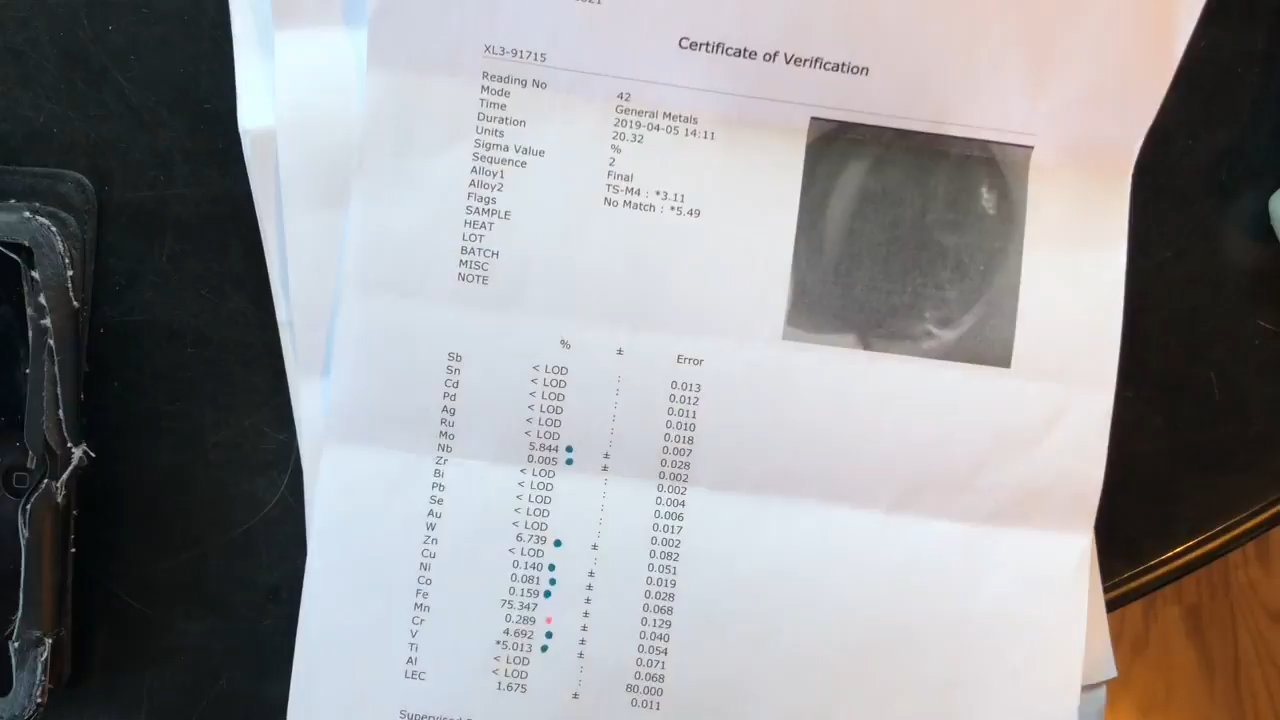 Certificate of Verification
XL3-91715
Reading No 42
Mode General Metals
Time 2019-04-05 14:11
Duration 20.32
Units %
Sigma Value 2
Sequence Final
Alloy1 TS-M4 : *3.11
Alloy2 No Match : *5.49
Flags
SAMPLE
HEAT
LOT
BATCH
MISC
NOTE
% ± Error
Sb < LOD : 0.013
Sn < LOD : 0.012
Cd < LOD : 0.011
Pd < LOD : 0.010
Ag < LOD : 0.018
Ru < LOD : 0.007
Mo 5.844 ± 0.028
Nb 0.005 ± 0.002
Zr < LOD : 0.002
Bi < LOD : 0.004
Pb < LOD : 0.006
Se < LOD : 0.017
Au < LOD : 0.002
W 6.739 ± 0.082
Zn < LOD : 0.051
Cu 0.140 ± 0.019
Ni 0.081 ± 0.028
Co 0.159 ± 0.068
Fe 75.347 ± 0.129
Mn 0.289 ± 0.040
Cr 4.692 ± 0.054
V *5.013 ± 0.071
Ti < LOD : 0.068
Al < LOD : 80.000
LEC 1.675 ± 0.011